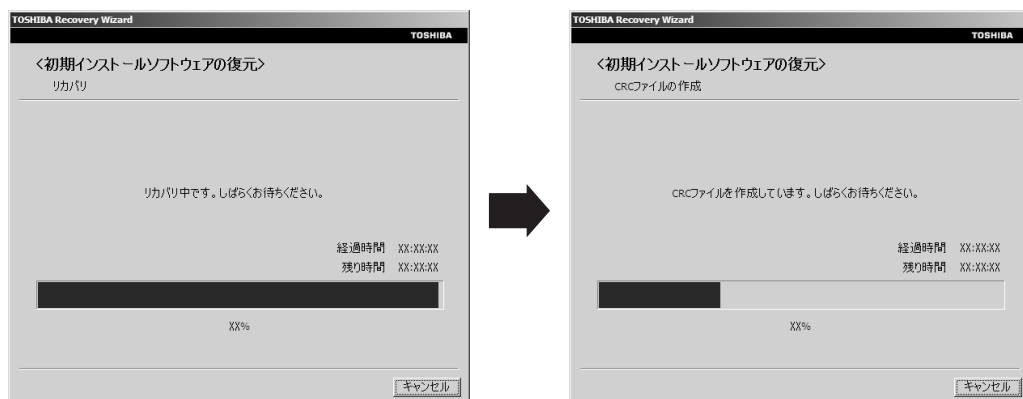 TOSHIBA Recovery Wizard
TOSHIBA
<初期インストールソフトウェアの復元>
リカバリ
リカバリ中です。しばらくお待ちください。
経過時間 XX:XX:XX
残り時間 XX:XX:XX
XX%
キャンセル
TOSHIBA Recovery Wizard
TOSHIBA
<初期インストールソフトウェアの復元>
CRCファイルの作成
CRCファイルを作成しています。しばらくお待ちください。
経過時間 XX:XX:XX
残り時間 XX:XX:XX
XX%
キャンセル